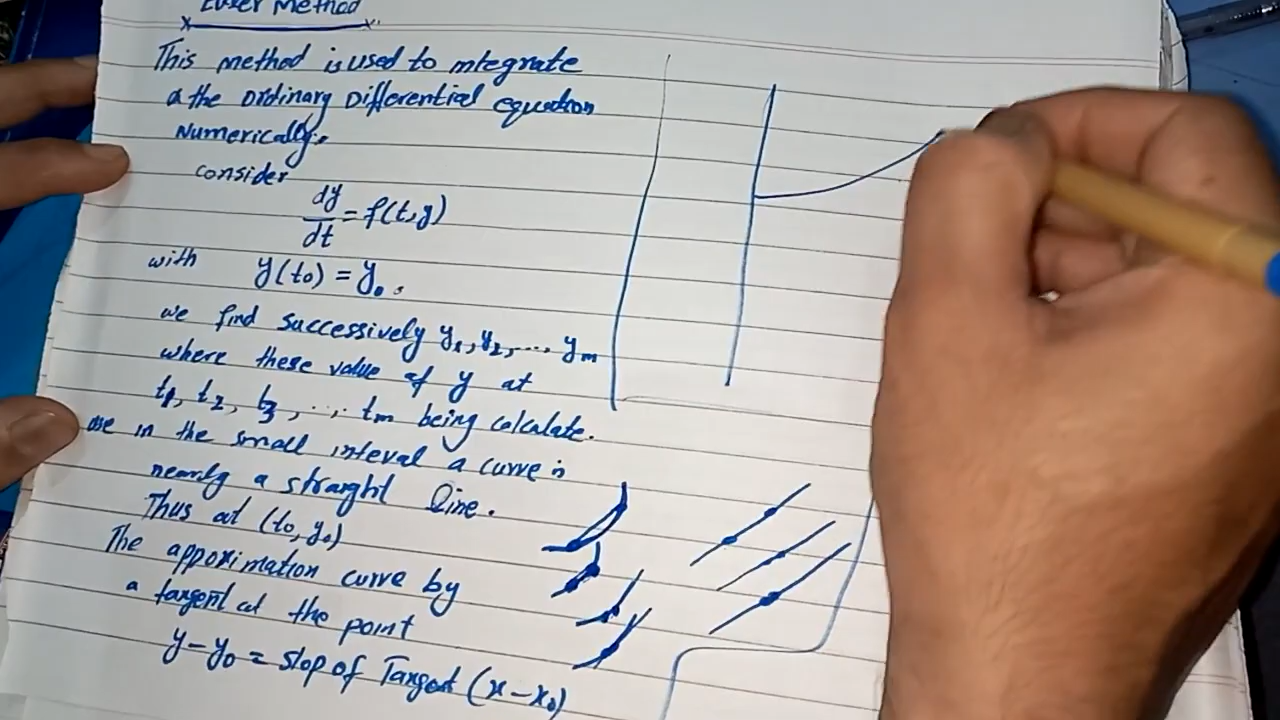 Euler Method
This method is used to integrate
a the ordinary Differential equation
Numerically.
consider
dy/dt = f(t,y)
with y(t0) = y0.
we find successively y1, y2, ... ym
where these value of y at
t1, t2, t3, ... tm being calculate.
in the small inteval a curve is
nearly a straight line.
Thus at (t0, y0)
The appoximation curve by
a tangent at the point
y-y0 = slop of Tangent (x-x0)